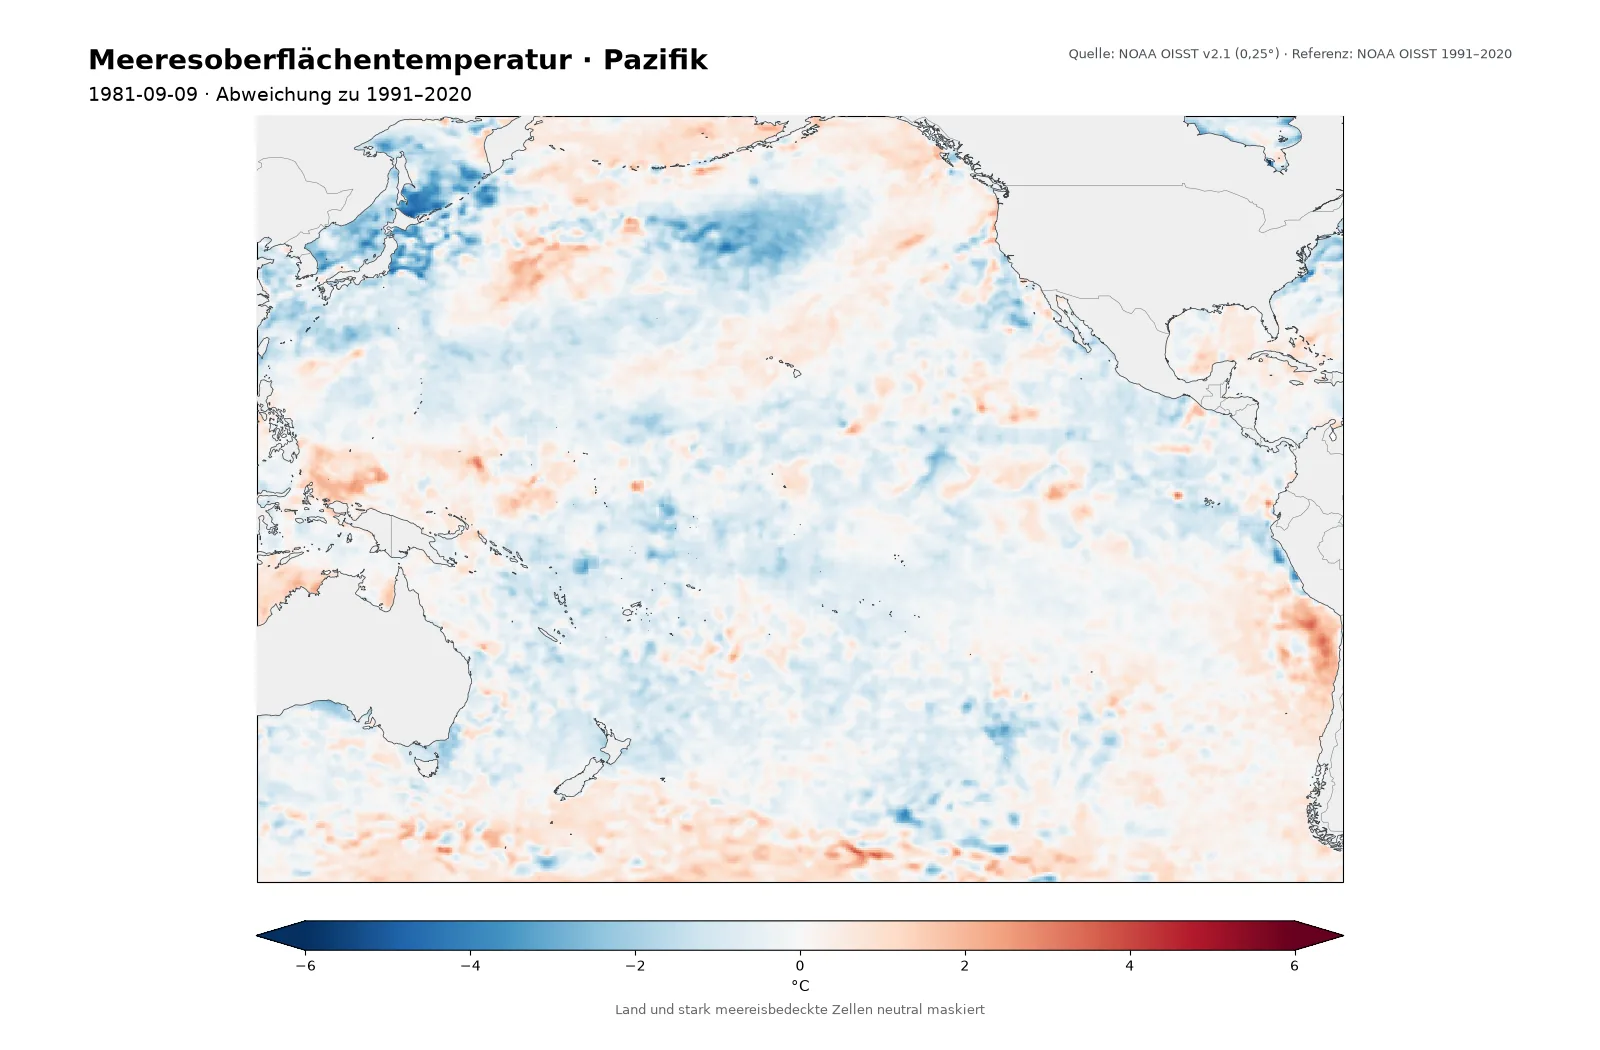 Meeresoberflächentemperatur · Pazifik
Quelle: NOAA OISST v2.1 (0,25°) · Referenz: NOAA OISST 1991–2020
1981-09-09 · Abweichung zu 1991–2020
−6 −4 −2 0 2 4 6
°C
Land und stark meereisbedeckte Zellen neutral maskiert